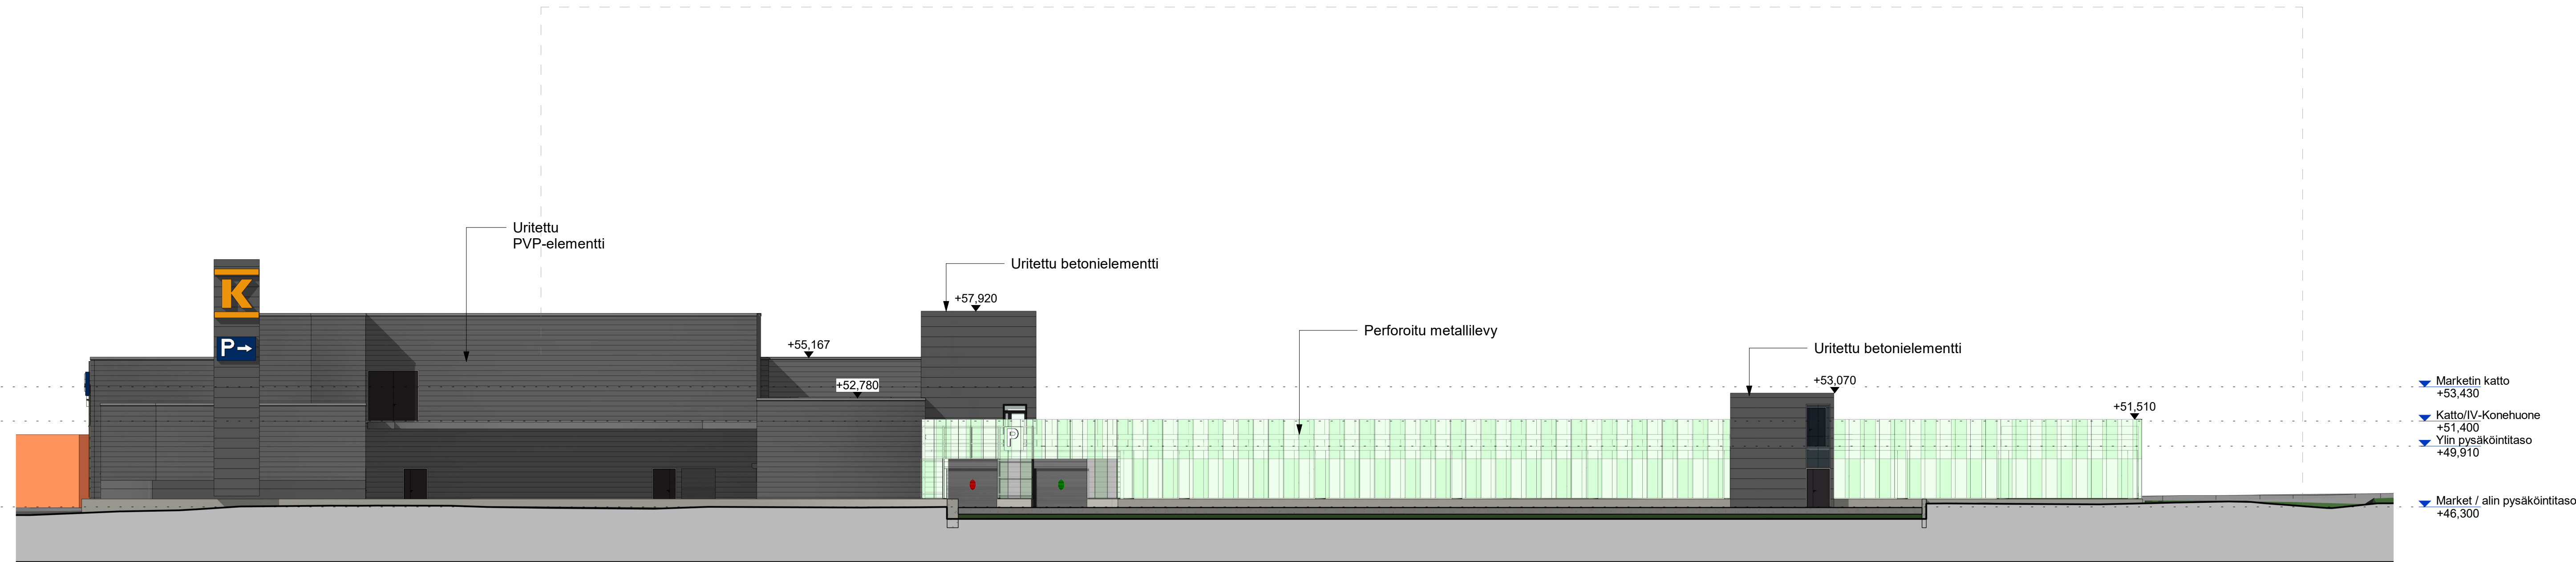 Uritettu
PVP-elementti
Uritettu betonielementti
+57,920
K
P
+55,167
+52,780
P
Perforoitu metallilevy
Uritettu betonielementti
+53,070
+51,510
Marketin katto
+53,430
Katto/IV-Konehuone
+51,400
Ylin pysäköintitaso
+49,910
Market / alin pysäköintitaso
+46,300